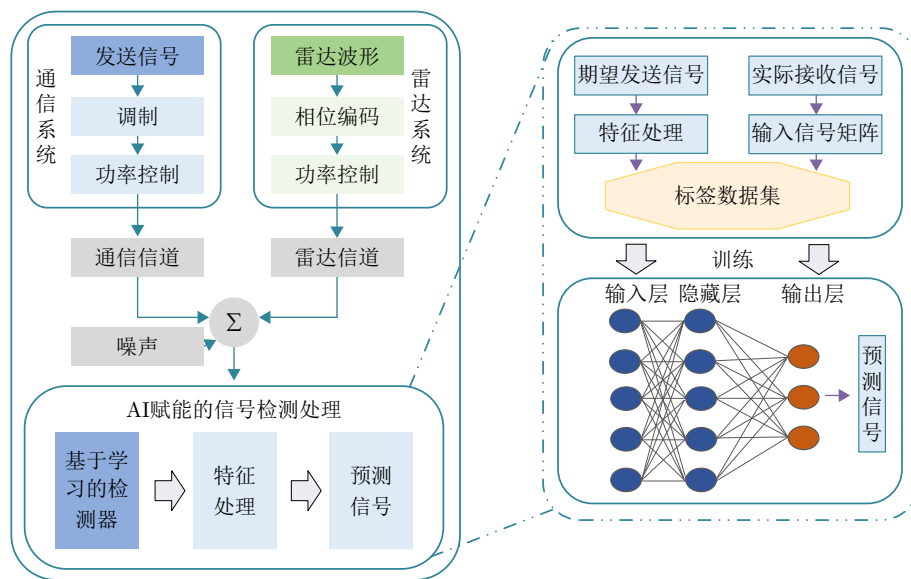 通信系统
发送信号
调制
功率控制
雷达波形
相位编码
功率控制
雷达系统
通信信道
雷达信道
Σ
噪声
AI赋能的信号检测处理
基于学
习的检
测器
特征
处理
预测
信号
期望发送信号
实际接收信号
特征处理
输入信号矩阵
标签数据集
训练
输入层
隐藏层
输出层
预测信号